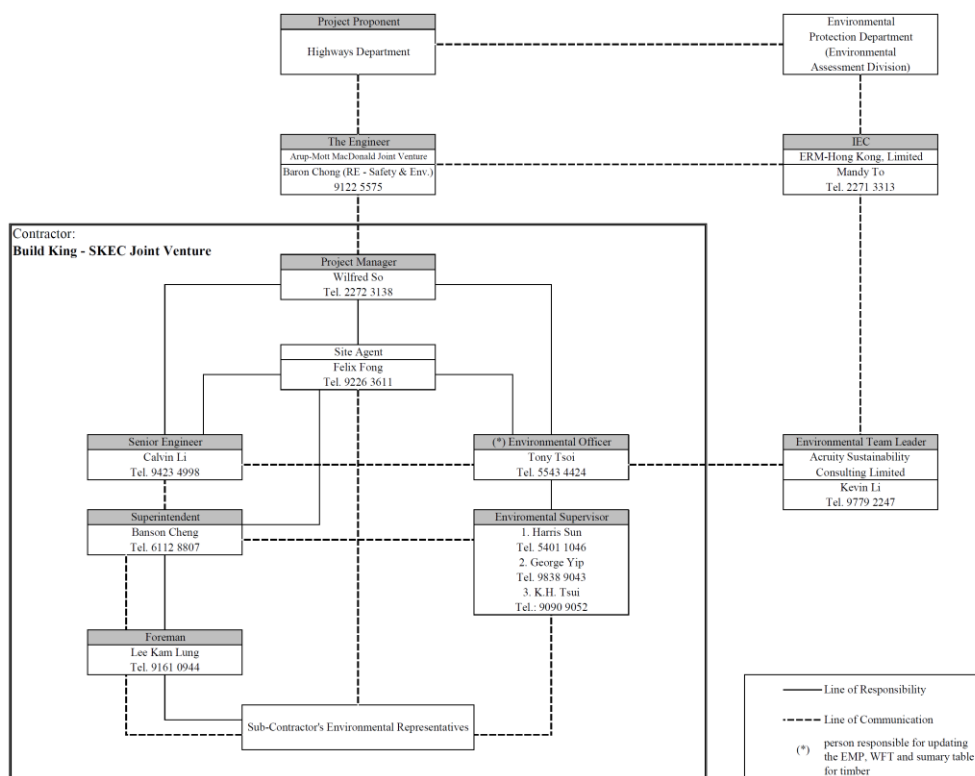 Project Proponent
Highways Department
Environmental
Protection Department
(Environmental
Assessment Division)
The Engineer
Arup-Mott MacDonald Joint Venture
Baron Chong (RE - Safety & Env.)
9122 5575
IEC
ERM-Hong Kong, Limited
Mandy To
Tel. 2271 3313
Contractor:
Build King - SKEC Joint Venture
Project Manager
Wilfred So
Tel. 2272 3138
Site Agent
Felix Fong
Tel. 9226 3611
Senior Engineer
Calvin Li
Tel. 9423 4998
(*) Environmental Officer
Tony Tsoi
Tel. 5543 4424
Environmental Team Leader
Acruity Sustainability
Consulting Limited
Kevin Li
Tel. 9779 2247
Superintendent
Banson Cheng
Tel. 6112 8807
Enviromental Supervisor
1. Harris Sun
Tel. 5401 1046
2. George Yip
Tel. 9838 9043
3. K.H. Tsui
Tel.: 9090 9052
Foreman
Lee Kam Lung
Tel. 9161 0944
Sub-Contractor's Environmental Representatives
Line of Responsibility
Line of Communication
(*) person responsible for updating
the EMP, WFT and sumary table
for timber